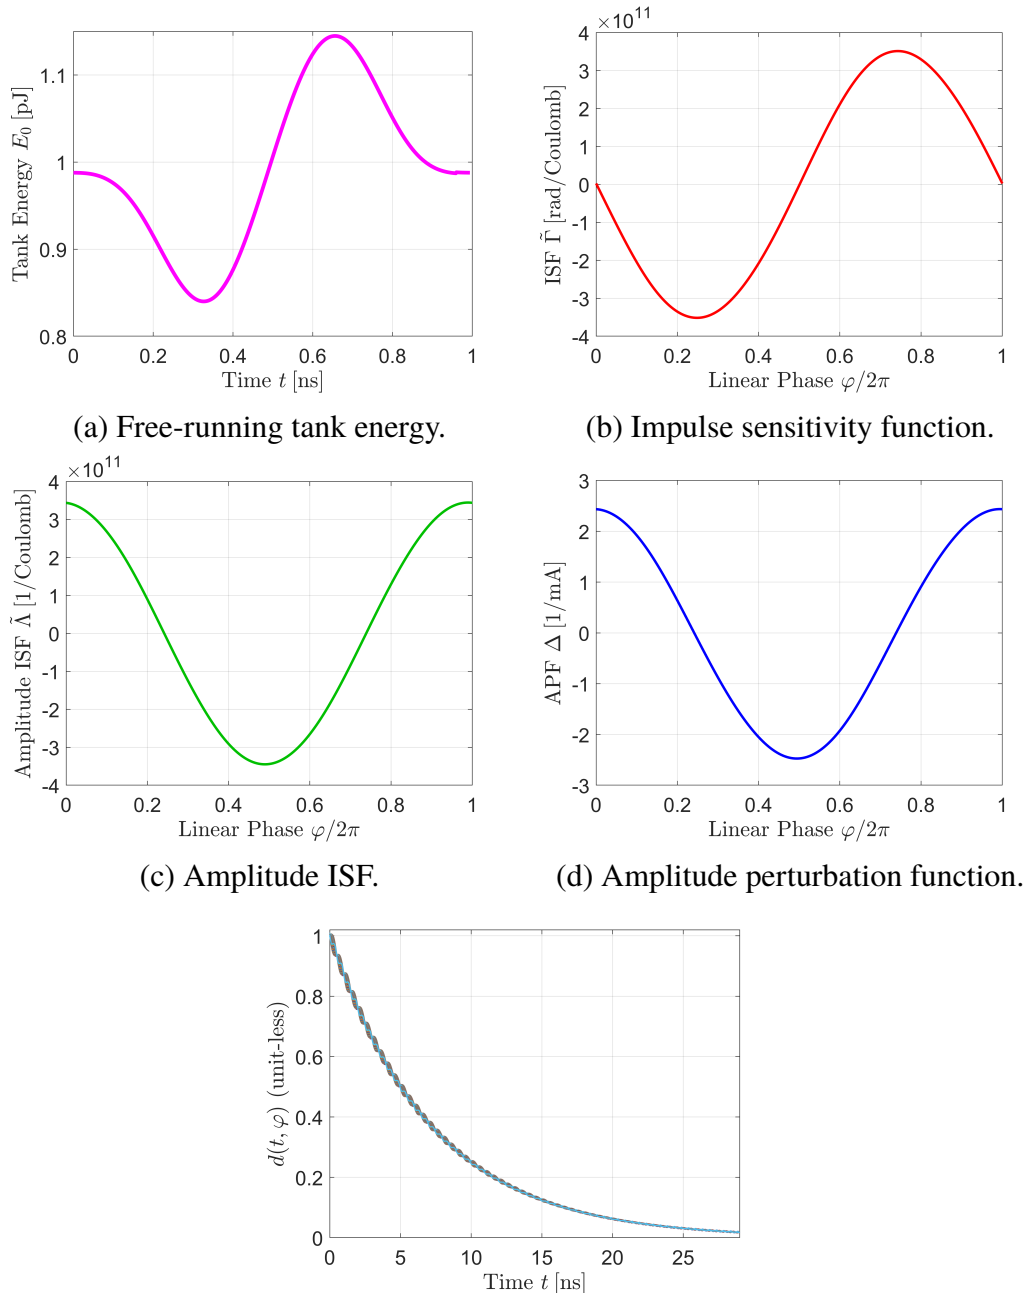 Tank Energy E₀ [pJ]
1.1
1
0.9
0.8
0 0.2 0.4 0.6 0.8 1
Time t [ns]
(a) Free-running tank energy.
×10¹¹
ISF Γ̃ [rad/Coulomb]
4
3
2
1
0
-1
-2
-3
-4
0 0.2 0.4 0.6 0.8 1
Linear Phase φ/2π
(b) Impulse sensitivity function.
×10¹¹
Amplitude ISF Λ̃ [1/Coulomb]
4
3
2
1
0
-1
-2
-3
-4
0 0.2 0.4 0.6 0.8 1
Linear Phase φ/2π
(c) Amplitude ISF.
APF Δ [1/mA]
3
2
1
0
-1
-2
-3
0 0.2 0.4 0.6 0.8 1
Linear Phase φ/2π
(d) Amplitude perturbation function.
d(t, φ) (unit-less)
1
0.8
0.6
0.4
0.2
0
0 5 10 15 20 25
Time t [ns]